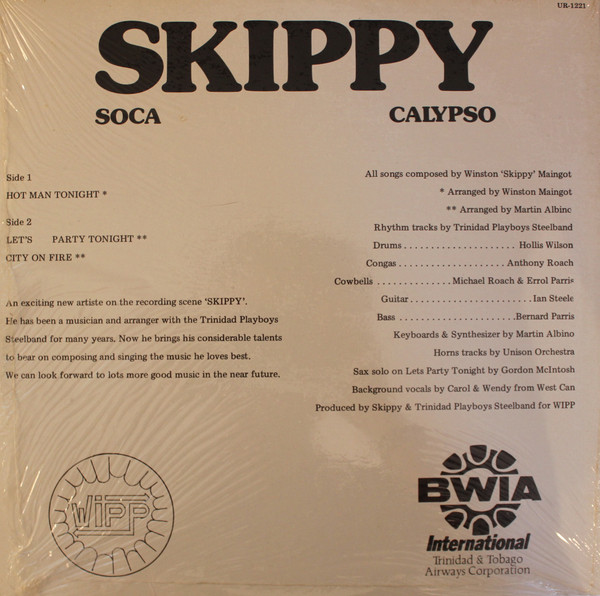 UR-1221
SKIPPY
SOCA
CALYPSO
Side 1
HOT MAN TONIGHT *
Side 2
LET'S PARTY TONIGHT **
CITY ON FIRE **
An exciting new artiste on the recording scene 'SKIPPY'.
He has been a musician and arranger with the Trinidad Playboys
Steelband for many years. Now he brings his considerable talents
to bear on composing and singing the music he loves best.
We can look forward to lots more good music in the near future.
All songs composed by Winston 'Skippy' Maingot
* Arranged by Winston Maingot
** Arranged by Martin Albino
Rhythm tracks by Trinidad Playboys Steelband
Drums ..................... Hollis Wilson
Congas .................... Anthony Roach
Cowbells .............. Michael Roach & Errol Parris
Guitar ....................... Ian Steele
Bass ......................... Bernard Parris
Keyboards & Synthesizer by Martin Albino
Horns tracks by Unison Orchestra
Sax solo on Lets Party Tonight by Gordon McIntosh
Background vocals by Carol & Wendy from West Can
Produced by Skippy & Trinidad Playboys Steelband for WIPP
WIPP
BWIA
International
Trinidad & Tobago
Airways Corporation